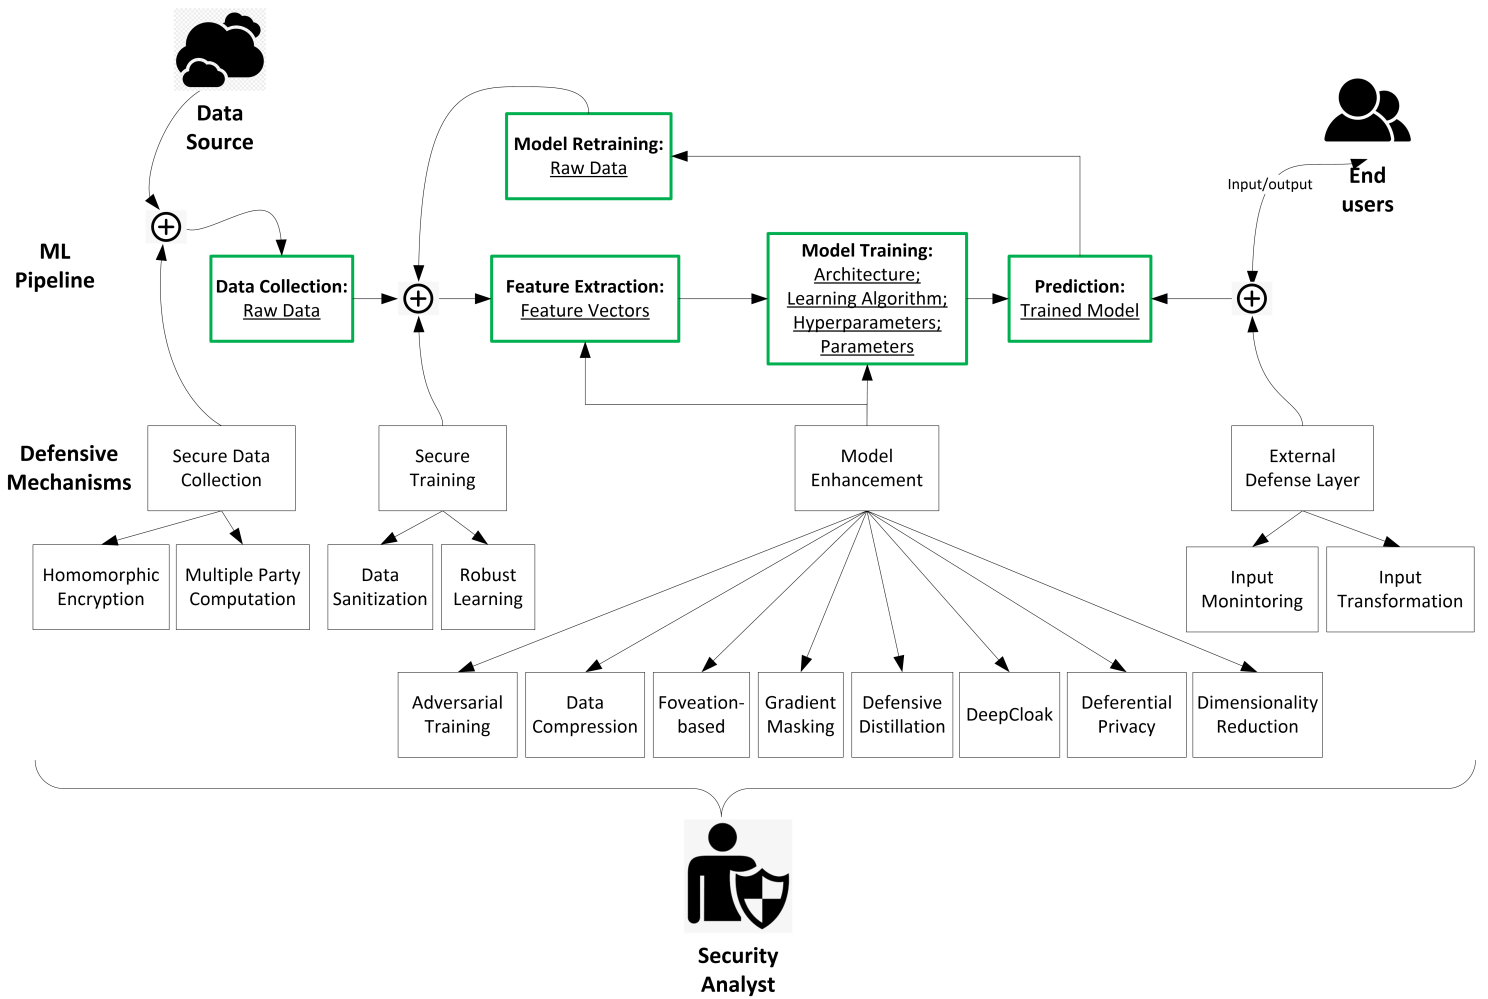 Data
Source
Model Retraining:
Raw Data
Input/output
End
users
ML
Pipeline
Data Collection:
Raw Data
Feature Extraction:
Feature Vectors
Model Training:
Architecture;
Learning Algorithm;
Hyperparameters;
Parameters
Prediction:
Trained Model
Defensive
Mechanisms
Secure Data
Collection
Secure
Training
Model
Enhancement
External
Defense Layer
Homomorphic
Encryption
Multiple Party
Computation
Data
Sanitization
Robust
Learning
Input
Monintoring
Input
Transformation
Adversarial
Training
Data
Compression
Foveation-
based
Gradient
Masking
Defensive
Distillation
DeepCloak
Deferential
Privacy
Dimensionality
Reduction
Security
Analyst